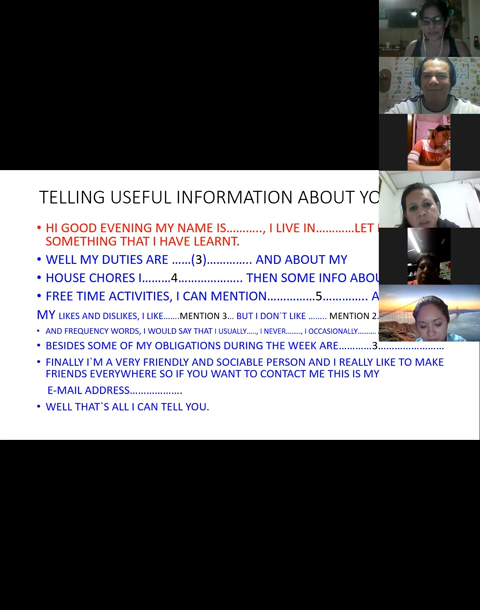 TELLING USEFUL INFORMATION ABOUT YO
• HI GOOD EVENING MY NAME IS……….., I LIVE IN…………LET
SOMETHING THAT I HAVE LEARNT.
• WELL MY DUTIES ARE ……(3)………….. AND ABOUT MY
• HOUSE CHORES I………4……………….. THEN SOME INFO ABOU
• FREE TIME ACTIVITIES, I CAN MENTION……………5………….. A
MY LIKES AND DISLIKES, I LIKE…….MENTION 3… BUT I DON´T LIKE …….. MENTION 2.
• AND FREQUENCY WORDS, I WOULD SAY THAT I USUALLY….., I NEVER…….., I OCCASIONALLY………
• BESIDES SOME OF MY OBLIGATIONS DURING THE WEEK ARE…………3…………………….
• FINALLY I`M A VERY FRIENDLY AND SOCIABLE PERSON AND I REALLY LIKE TO MAKE
FRIENDS EVERYWHERE SO IF YOU WANT TO CONTACT ME THIS IS MY
E-MAIL ADDRESS……………….
• WELL THAT`S ALL I CAN TELL YOU.